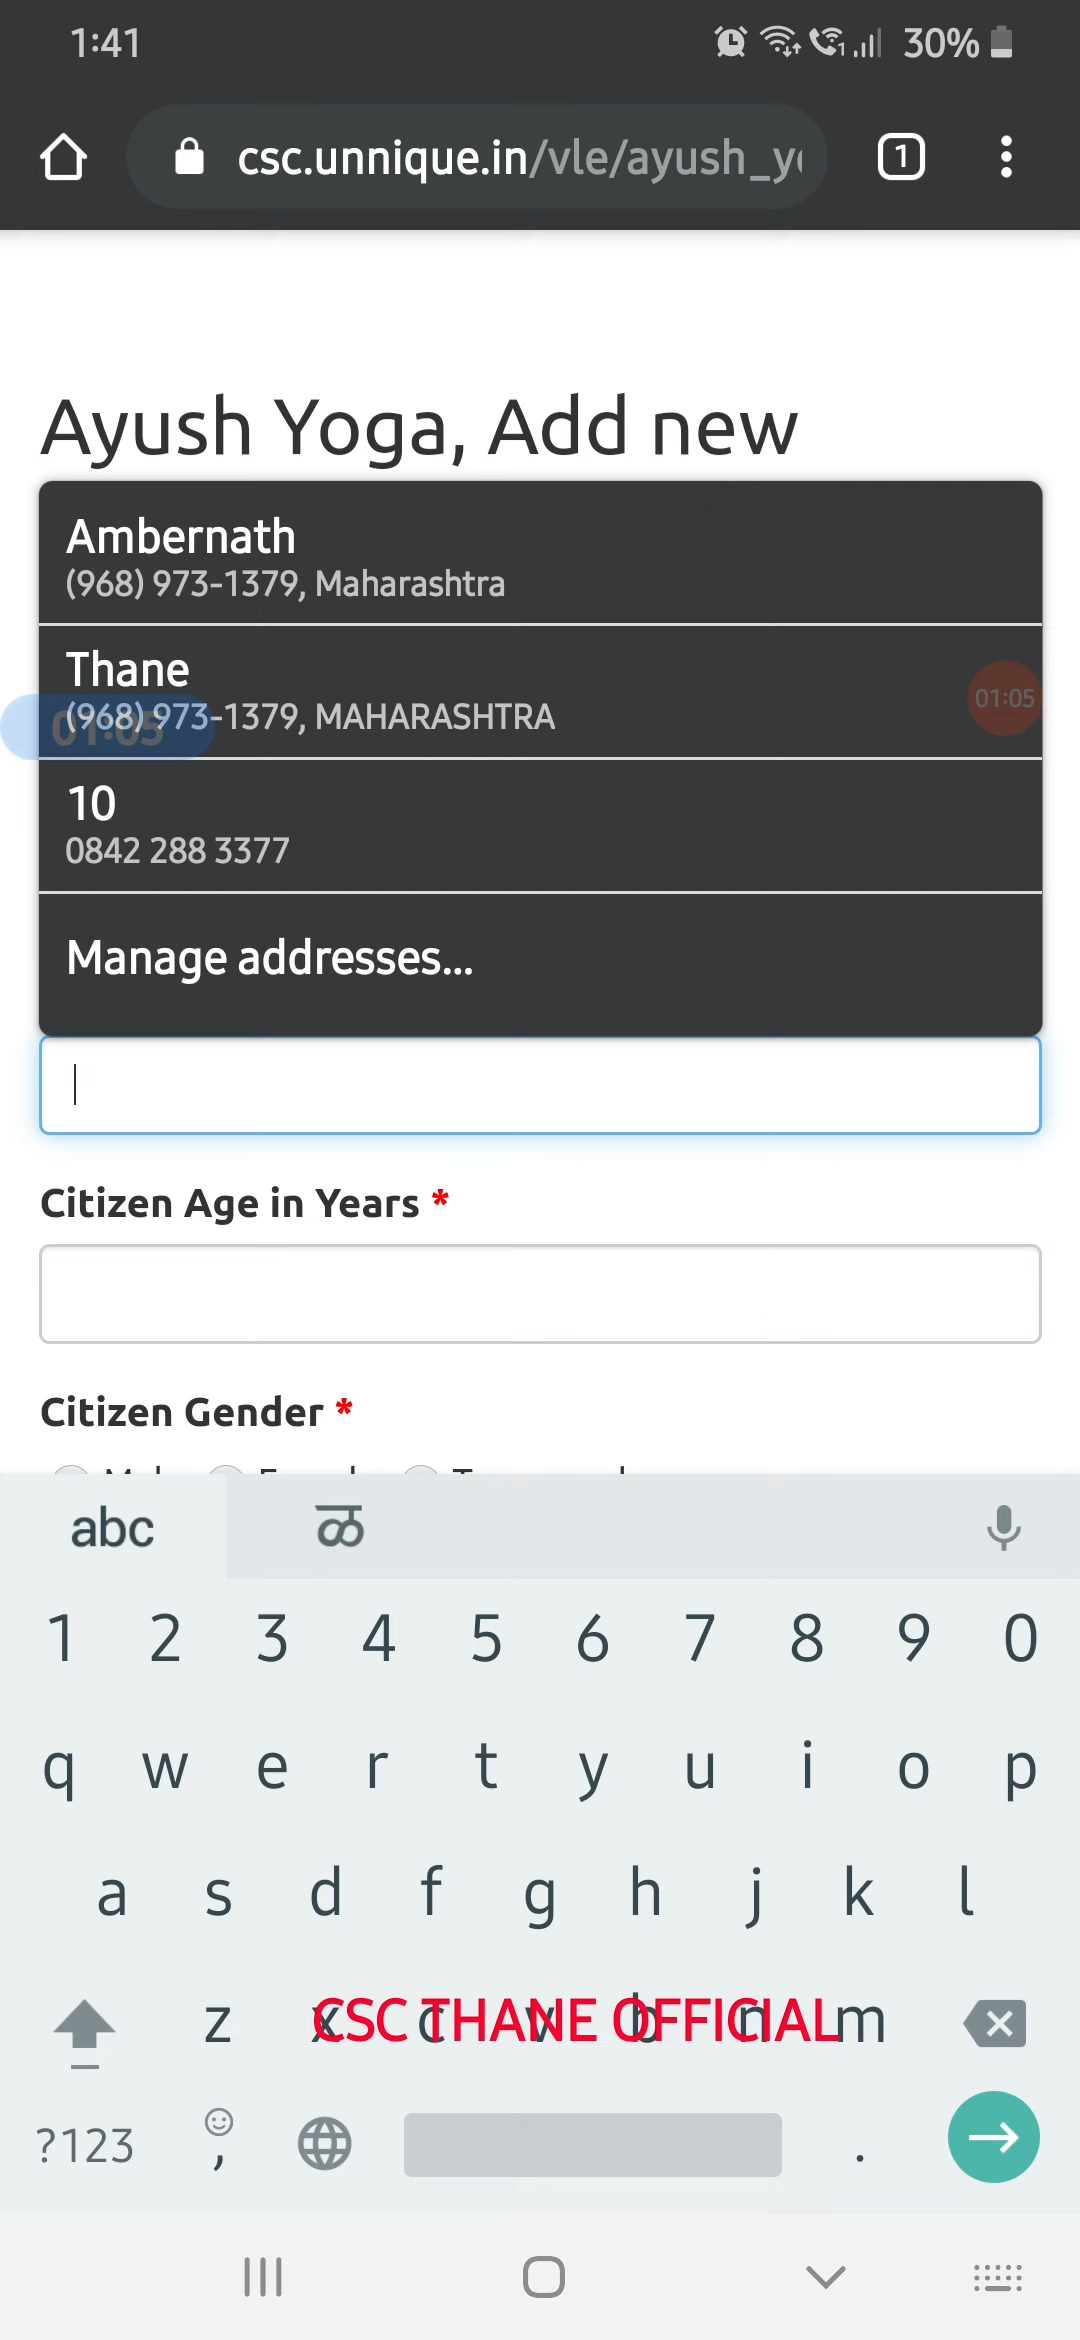 1:41
30%
csc.unnique.in/vle/ayush_yo
1
Ayush Yoga, Add new
Ambernath
(968) 973-1379, Maharashtra
Thane
(968) 973-1379, MAHARASHTRA
01:05
01:05
10
0842 288 3377
Manage addresses...
Citizen Age in Years *
Citizen Gender *
abc ळ
1 2 3 4 5 6 7 8 9 0
q w e r t y u i o p
a s d f g h j k l
z x c v b n m
CSC THANE OFFICIAL
?123 , .